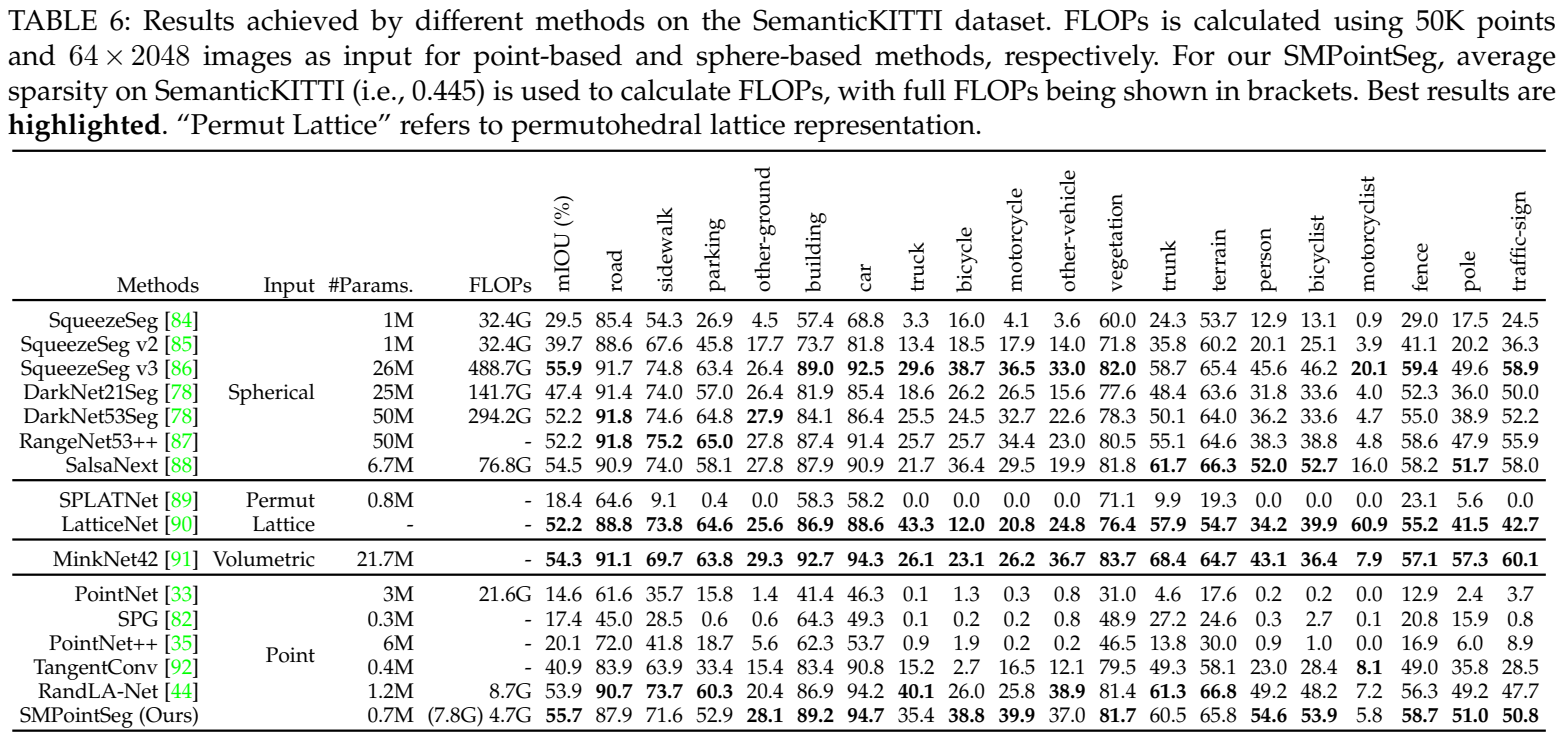 TABLE 6: Results achieved by different methods on the SemanticKITTI dataset. FLOPs is calculated using 50K points
and 64 × 2048 images as input for point-based and sphere-based methods, respectively. For our SMPointSeg, average
sparsity on SemanticKITTI (i.e., 0.445) is used to calculate FLOPs, with full FLOPs being shown in brackets. Best results are
highlighted. “Permut Lattice” refers to permutohedral lattice representation.
Methods Input #Params. FLOPs mIOU (%) road sidewalk parking other-ground building car truck bicycle motorcycle other-vehicle vegetation trunk terrain person bicyclist motorcyclist fence pole traffic-sign
SqueezeSeg [84] 1M 32.4G 29.5 85.4 54.3 26.9 4.5 57.4 68.8 3.3 16.0 4.1 3.6 60.0 24.3 53.7 12.9 13.1 0.9 29.0 17.5 24.5
SqueezeSeg v2 [85] 1M 32.4G 39.7 88.6 67.6 45.8 17.7 73.7 81.8 13.4 18.5 17.9 14.0 71.8 35.8 60.2 20.1 25.1 3.9 41.1 20.2 36.3
SqueezeSeg v3 [86] 26M 488.7G 55.9 91.7 74.8 63.4 26.4 89.0 92.5 29.6 38.7 36.5 33.0 82.0 58.7 65.4 45.6 46.2 20.1 59.4 49.6 58.9
DarkNet21Seg [78] Spherical 25M 141.7G 47.4 91.4 74.0 57.0 26.4 81.9 85.4 18.6 26.2 26.5 15.6 77.6 48.4 63.6 31.8 33.6 4.0 52.3 36.0 50.0
DarkNet53Seg [78] 50M 294.2G 52.2 91.8 74.6 64.8 27.9 84.1 86.4 25.5 24.5 32.7 22.6 78.3 50.1 64.0 36.2 33.6 4.7 55.0 38.9 52.2
RangeNet53++ [87] 50M - 52.2 91.8 75.2 65.0 27.8 87.4 91.4 25.7 25.7 34.4 23.0 80.5 55.1 64.6 38.3 38.8 4.8 58.6 47.9 55.9
SalsaNext [88] 6.7M 76.8G 54.5 90.9 74.0 58.1 27.8 87.9 90.9 21.7 36.4 29.5 19.9 81.8 61.7 66.3 52.0 52.7 16.0 58.2 51.7 58.0
SPLATNet [89] Permut 0.8M - 18.4 64.6 9.1 0.4 0.0 58.3 58.2 0.0 0.0 0.0 0.0 71.1 9.9 19.3 0.0 0.0 0.0 23.1 5.6 0.0
LatticeNet [90] Lattice - - 52.2 88.8 73.8 64.6 25.6 86.9 88.6 43.3 12.0 20.8 24.8 76.4 57.9 54.7 34.2 39.9 60.9 55.2 41.5 42.7
MinkNet42 [91] Volumetric 21.7M - 54.3 91.1 69.7 63.8 29.3 92.7 94.3 26.1 23.1 26.2 36.7 83.7 68.4 64.7 43.1 36.4 7.9 57.1 57.3 60.1
PointNet [33] 3M 21.6G 14.6 61.6 35.7 15.8 1.4 41.4 46.3 0.1 1.3 0.3 0.8 31.0 4.6 17.6 0.2 0.2 0.0 12.9 2.4 3.7
SPG [82] 0.3M - 17.4 45.0 28.5 0.6 0.6 64.3 49.3 0.1 0.2 0.2 0.8 48.9 27.2 24.6 0.3 2.7 0.1 20.8 15.9 0.8
PointNet++ [35] 6M - 20.1 72.0 41.8 18.7 5.6 62.3 53.7 0.9 1.9 0.2 0.2 46.5 13.8 30.0 0.9 1.0 0.0 16.9 6.0 8.9
Point
TangentConv [92] 0.4M - 40.9 83.9 63.9 33.4 15.4 83.4 90.8 15.2 2.7 16.5 12.1 79.5 49.3 58.1 23.0 28.4 8.1 49.0 35.8 28.5
RandLA-Net [44] 1.2M 8.7G 53.9 90.7 73.7 60.3 20.4 86.9 94.2 40.1 26.0 25.8 38.9 81.4 61.3 66.8 49.2 48.2 7.2 56.3 49.2 47.7
SMPointSeg (Ours) 0.7M (7.8G) 4.7G 55.7 87.9 71.6 52.9 28.1 89.2 94.7 35.4 38.8 39.9 37.0 81.7 60.5 65.8 54.6 53.9 5.8 58.7 51.0 50.8